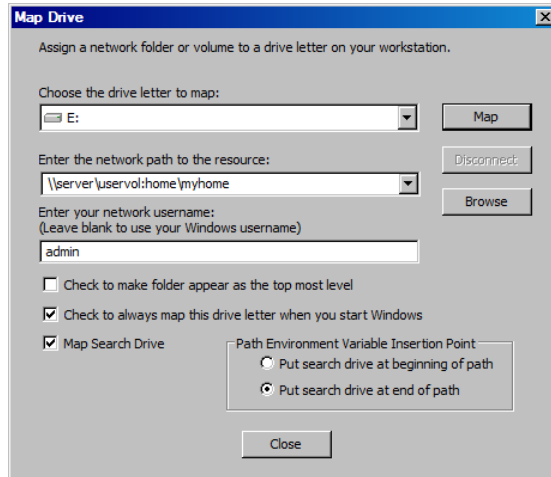 Map Drive
Assign a network folder or volume to a drive letter on your workstation.
Choose the drive letter to map:
E:
Map
Enter the network path to the resource:
Disconnect
\\server\uservol:home\myhome
Browse
Enter your network username:
(Leave blank to use your Windows username)
admin
Check to make folder appear as the top most level
Check to always map this drive letter when you start Windows
Map Search Drive
Path Environment Variable Insertion Point
Put search drive at beginning of path
Put search drive at end of path
Close